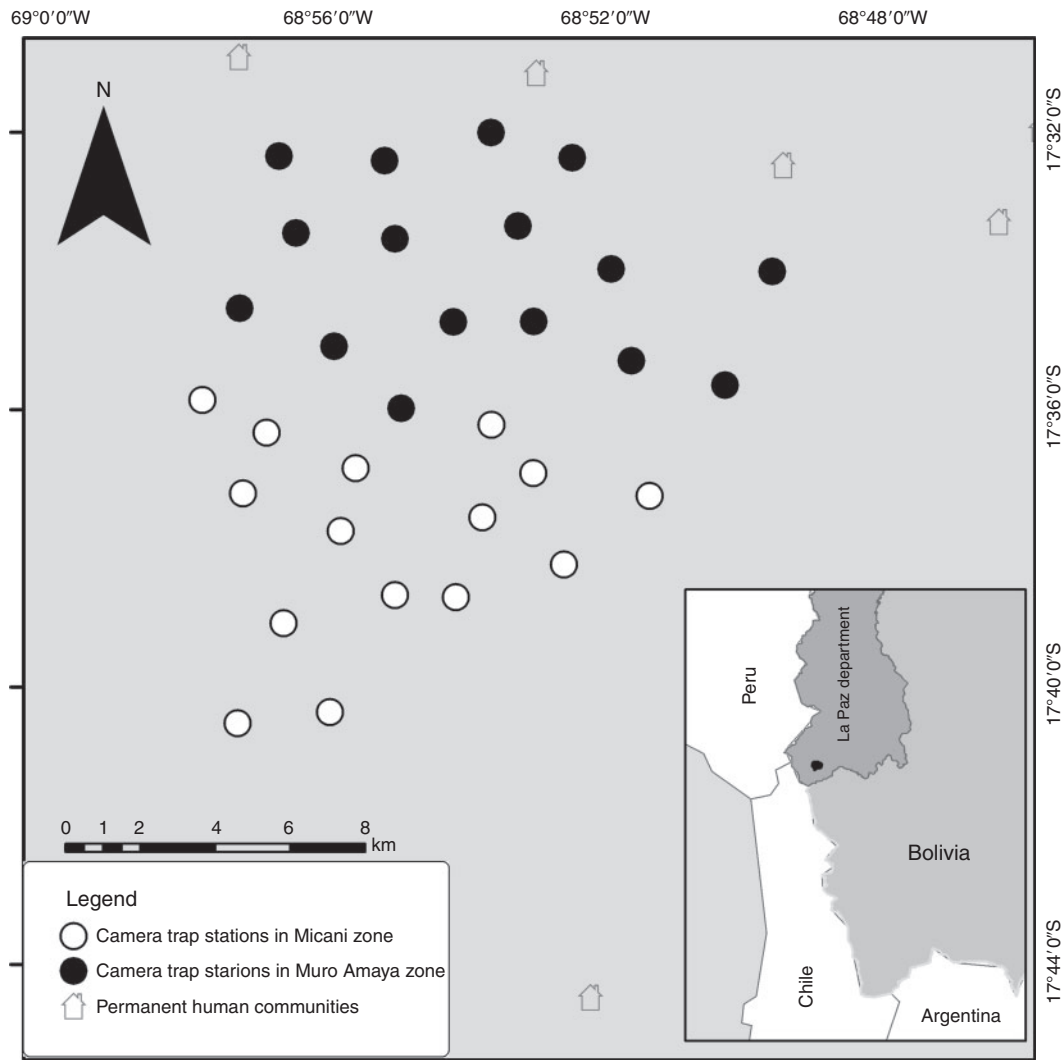 69°0′0″W 68°56′0″W 68°52′0″W 68°48′0″W
N
17°32′0″S
17°36′0″S
17°40′0″S
17°44′0″S
0 1 2 4 6 8
km
Legend
Camera trap stations in Micani zone
Camera trap starions in Muro Amaya zone
Permanent human communities
Peru
La Paz department
Bolivia
Chile
Argentina